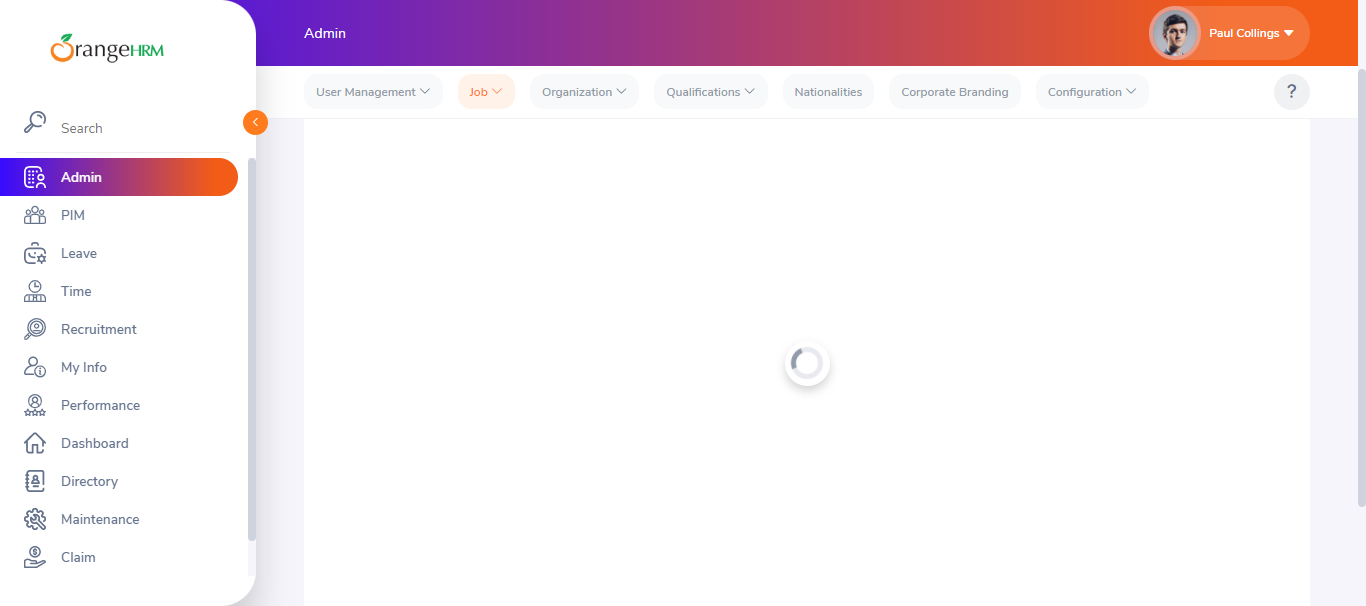 OrangeHRM
Search
Admin
PIM
Leave
Time
Recruitment
My Info
Performance
Dashboard
Directory
Maintenance
Claim
Admin
Paul Collings
User Management
Job
Organization
Qualifications
Nationalities
Corporate Branding
Configuration
?